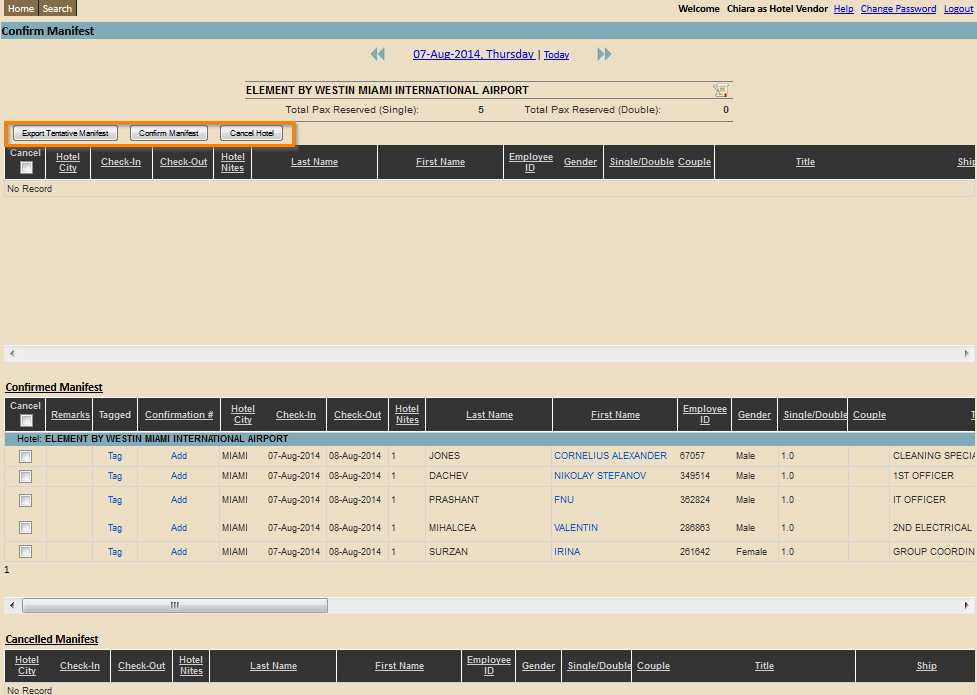 Home Search Welcome Chiara as Hotel Vendor Help Change Password Logout
Confirm Manifest
07-Aug-2014, Thursday | Today
ELEMENT BY WESTIN MIAMI INTERNATIONAL AIRPORT
Total Pax Reserved (Single): 5 Total Pax Reserved (Double): 0
Export Tentative Manifest Confirm Manifest Cancel Hotel
Cancel Hotel City Check-In Check-Out Hotel Nites Last Name First Name Employee ID Gender Single/Double Couple Title Ship
No Record
Confirmed Manifest
Cancel Remarks Tagged Confirmation # Hotel City Check-In Check-Out Hotel Nites Last Name First Name Employee ID Gender Single/Double Couple T
Hotel: ELEMENT BY WESTIN MIAMI INTERNATIONAL AIRPORT
Tag Add MIAMI 07-Aug-2014 08-Aug-2014 1 JONES CORNELIUS ALEXANDER 67057 Male 1.0 CLEANING SPECIA
Tag Add MIAMI 07-Aug-2014 08-Aug-2014 1 DACHEV NIKOLAY STEFANOV 349514 Male 1.0 1ST OFFICER
Tag Add MIAMI 07-Aug-2014 08-Aug-2014 1 PRASHANT FNU 362824 Male 1.0 IT OFFICER
Tag Add MIAMI 07-Aug-2014 08-Aug-2014 1 MIHALCEA VALENTIN 286863 Male 1.0 2ND ELECTRICAL
Tag Add MIAMI 07-Aug-2014 08-Aug-2014 1 SURZAN IRINA 261642 Female 1.0 GROUP COORDIN
1
Cancelled Manifest
Hotel City Check-In Check-Out Hotel Nites Last Name First Name Employee ID Gender Single/Double Couple Title Ship
No Record